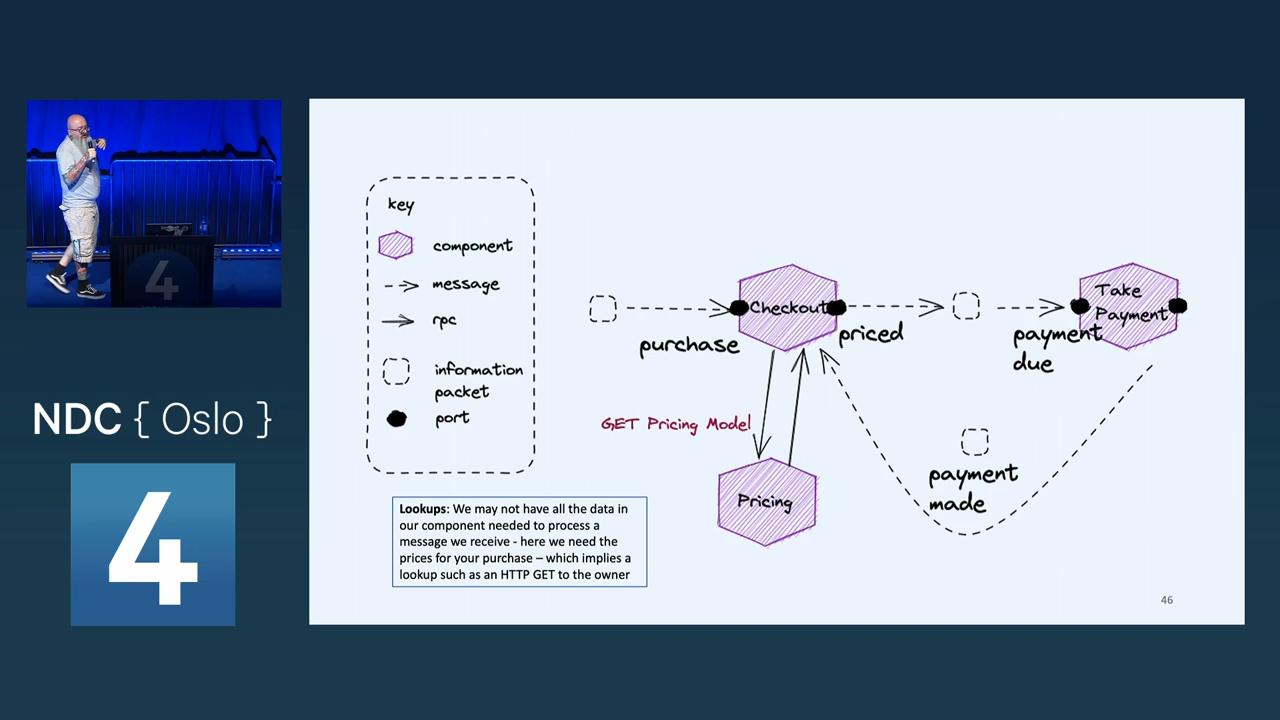 key
component
message
rpc
information
packet
port
Checkout
purchase
priced
Take
Payment
payment
due
GET Pricing Model
Pricing
payment
made
Lookups: We may not have all the data in
our component needed to process a
message we receive - here we need the
prices for your purchase – which implies a
lookup such as an HTTP GET to the owner
46
4
NDC { Oslo }
4